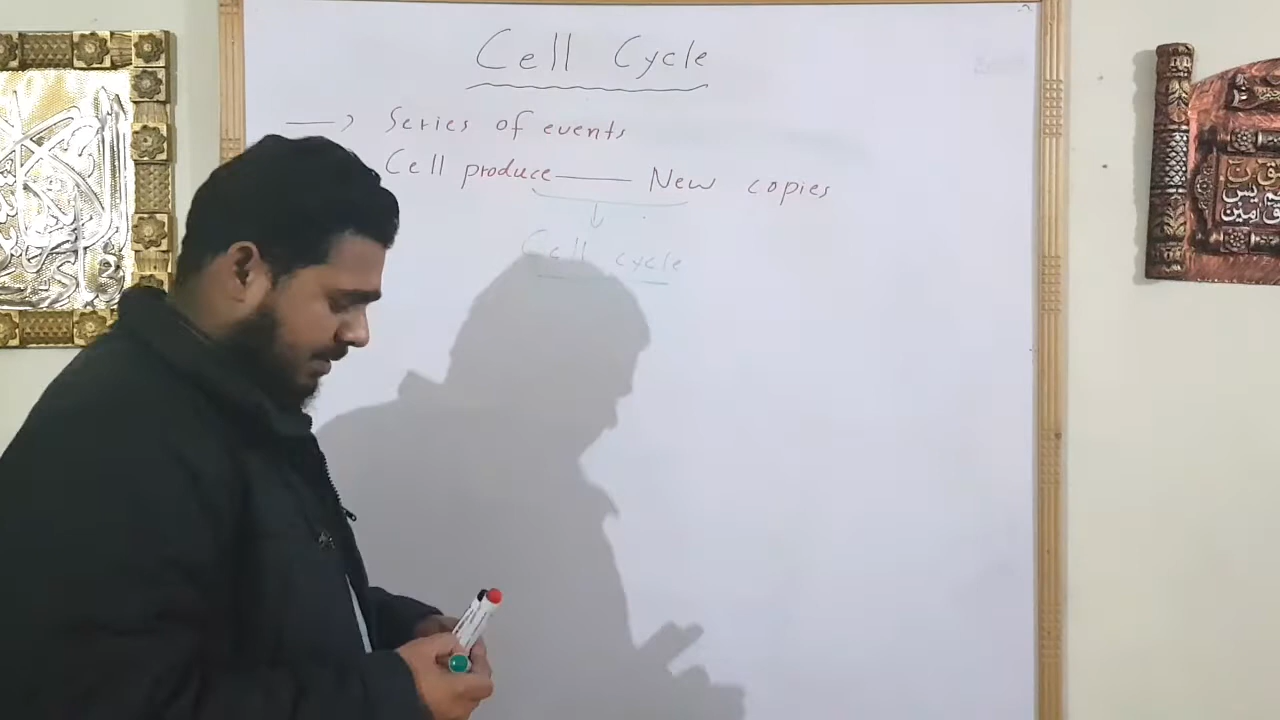 Cell Cycle
—> Series of events
Cell produce —— New copies
Cell cycle